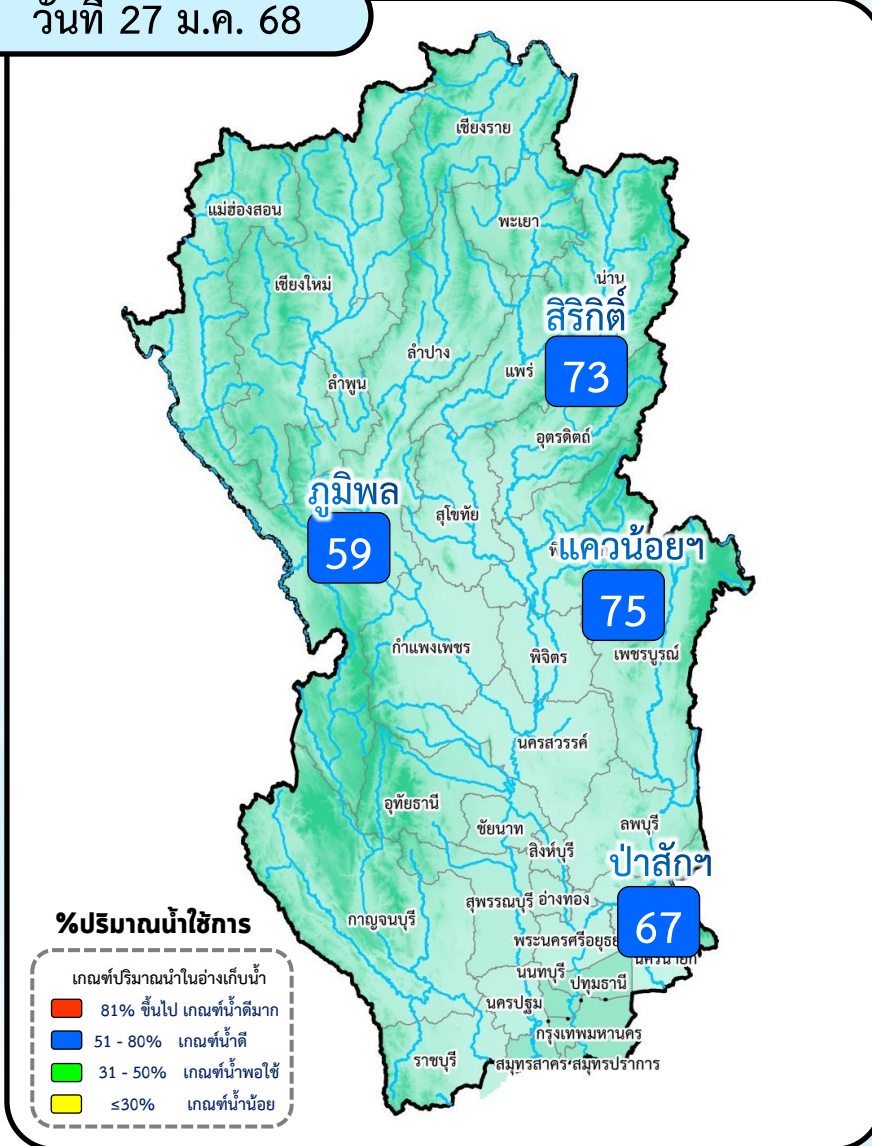 วันที่ 27 ม.ค. 68
เชียงราย
แม่ฮ่องสอน
พะเยา
เชียงใหม่
น่าน
สิริกิติ์
73
ลำปาง
แพร่
ลำพูน
อุตรดิตถ์
ภูมิพล
59
สุโขทัย
แควน้อยฯ
75
กำแพงเพชร
พิจิตร
เพชรบูรณ์
นครสวรรค์
อุทัยธานี
ชัยนาท
ลพบุรี
สิงห์บุรี
ป่าสักฯ
67
สุพรรณบุรี
อ่างทอง
กาญจนบุรี
พระนครศรีอยุธย
นครนายก
นนทบุรี
ปทุมธานี
นครปฐม
กรุงเทพมหานคร
ราชบุรี
สมุทรสาคร
สมุทรปราการ
%ปริมาณน้ำใช้การ
เกณฑ์ปริมาณน้ำในอ่างเก็บน้ำ
81% ขึ้นไป เกณฑ์น้ำดีมาก
51 - 80% เกณฑ์น้ำดี
31 - 50% เกณฑ์น้ำพอใช้
≤30% เกณฑ์น้ำน้อย